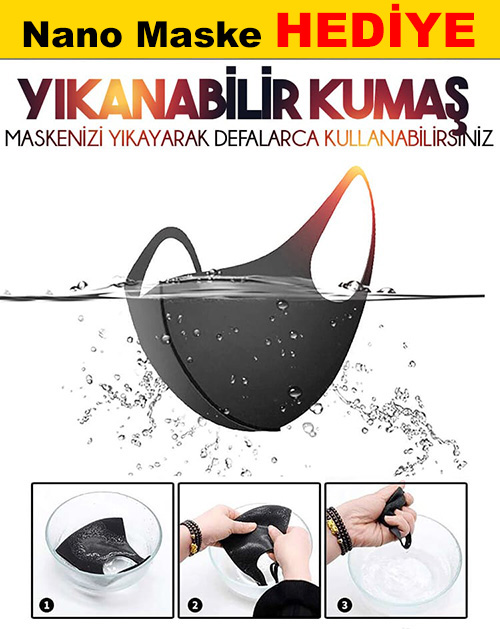 Nano Maske HEDİYE
YIKANABİLİR KUMAŞ
MASKENİZİ YIKAYARAK DEFALARCA KULLANABİLİRSİNİZ
1 2 3